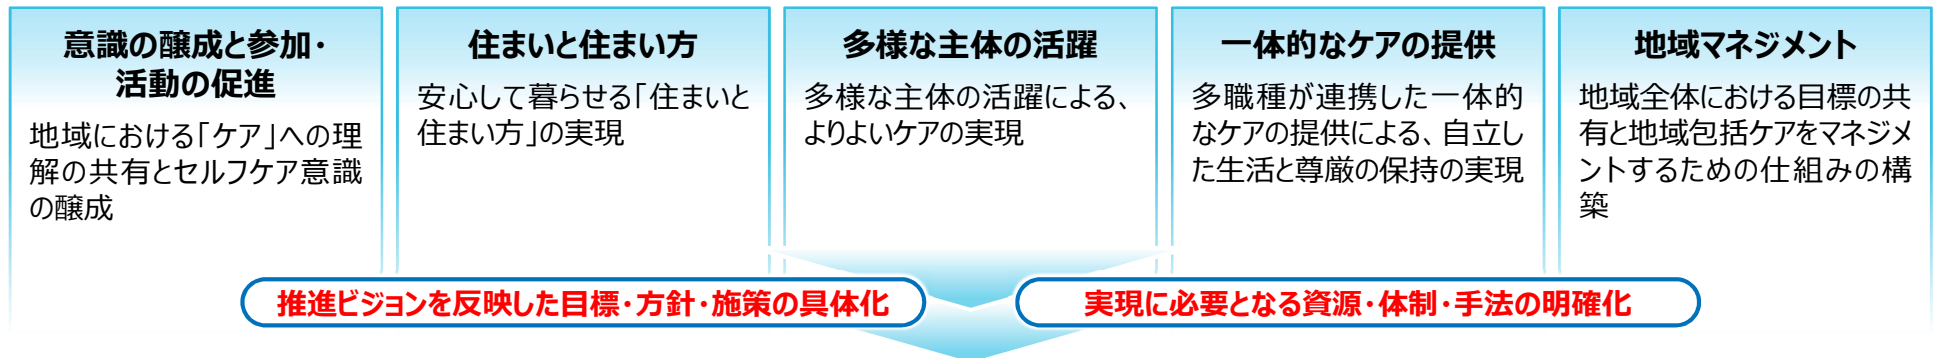 意識の醸成と参加・
活動の促進
地域における「ケア」への理
解の共有とセルフケア意識
の醸成
住まいと住まい方
安心して暮らせる「住まいと
住まい方」の実現
多様な主体の活躍
多様な主体の活躍による、
よりよいケアの実現
一体的なケアの提供
多職種が連携した一体的
なケアの提供による、自立し
た生活と尊厳の保持の実現
地域マネジメント
地域全体における目標の共
有と地域包括ケアをマネジメ
ントするための仕組みの構
築
推進ビジョンを反映した目標・方針・施策の具体化
実現に必要となる資源・体制・手法の明確化